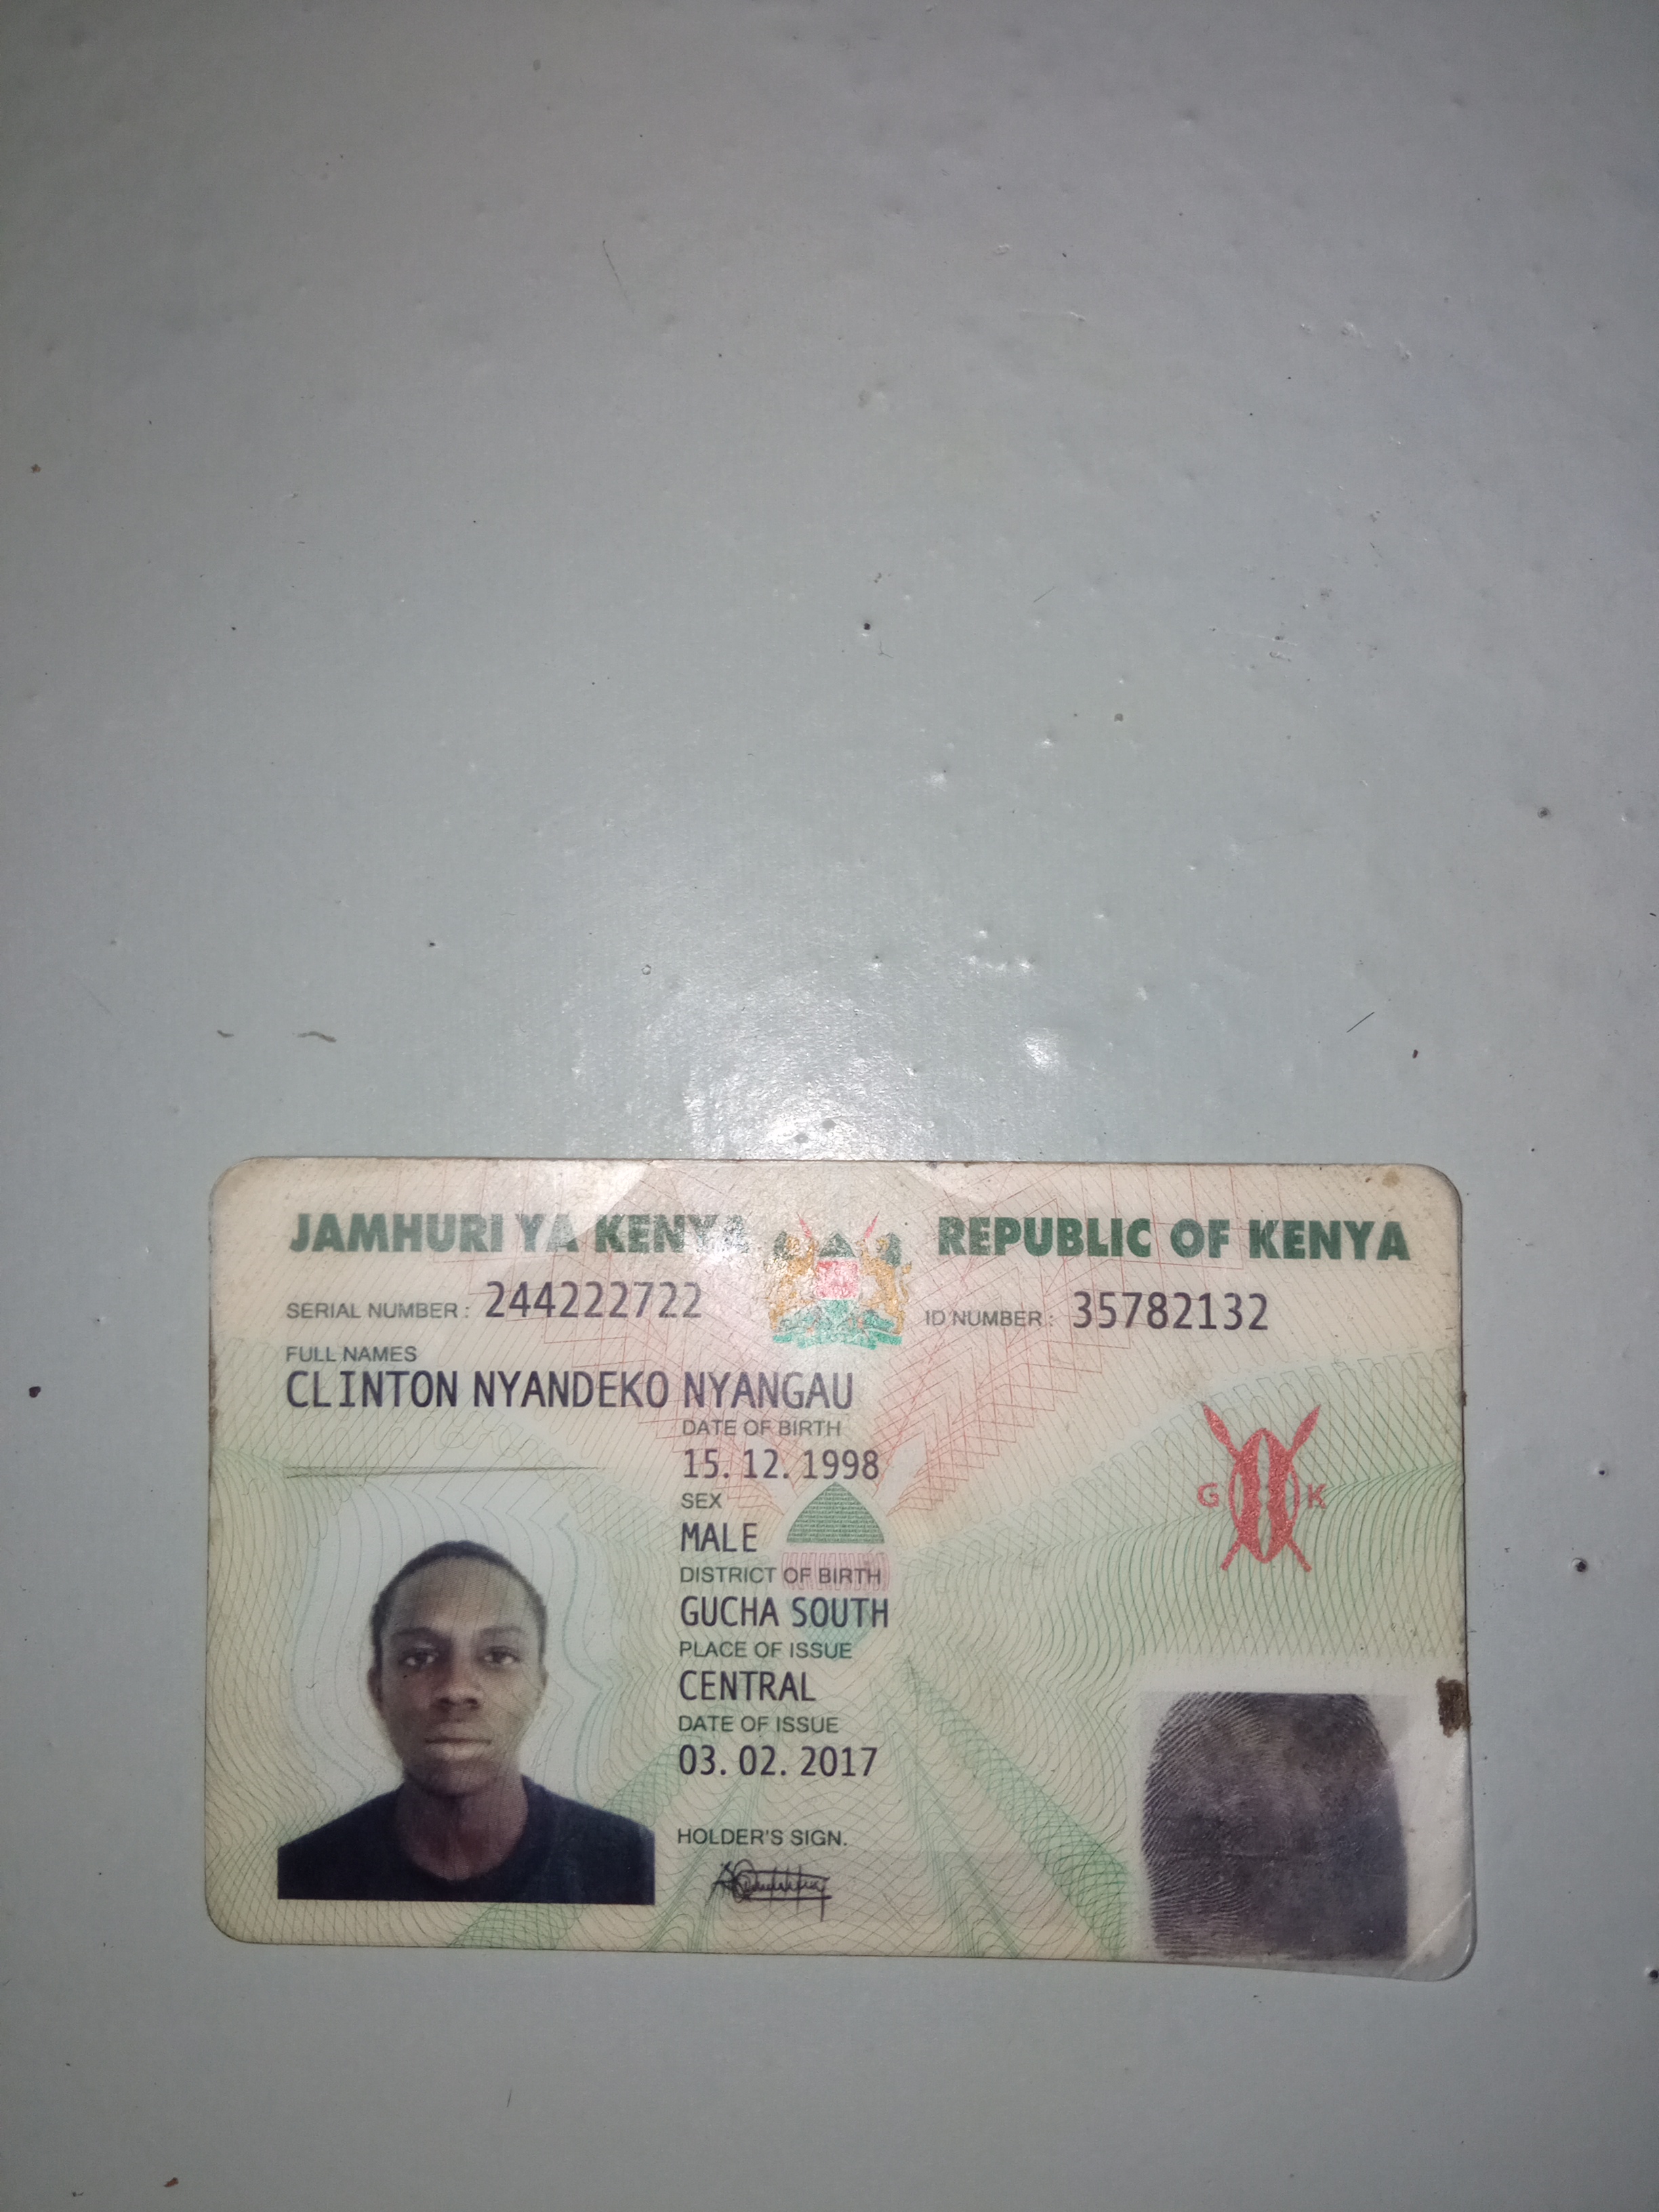 JAMHURI YA KENYA REPUBLIC OF KENYA
SERIAL NUMBER : 244222722 ID NUMBER : 35782132
FULL NAMES
CLINTON NYANDEKO NYANGAU
DATE OF BIRTH
15. 12. 1998
SEX
MALE
G K
DISTRICT OF BIRTH
GUCHA SOUTH
PLACE OF ISSUE
CENTRAL
DATE OF ISSUE
03. 02. 2017
HOLDER'S SIGN.